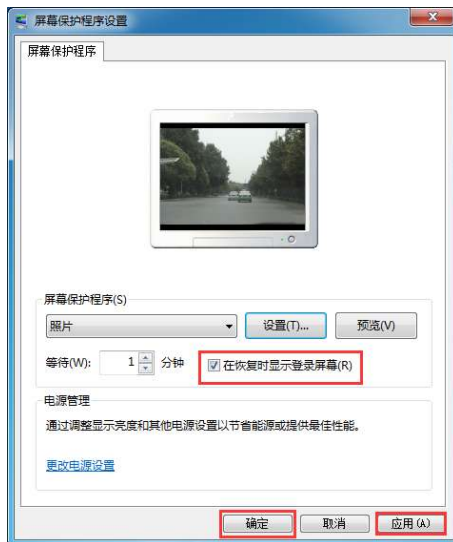 屏幕保护程序设置
屏幕保护程序
屏幕保护程序(S)
照片
设置(T)...
预览(V)
等待(W):
1
分钟
在恢复时显示登录屏幕(R)
电源管理
通过调整显示亮度和其他电源设置以节省能源或提供最佳性能。
更改电源设置
确定
取消
应用(A)